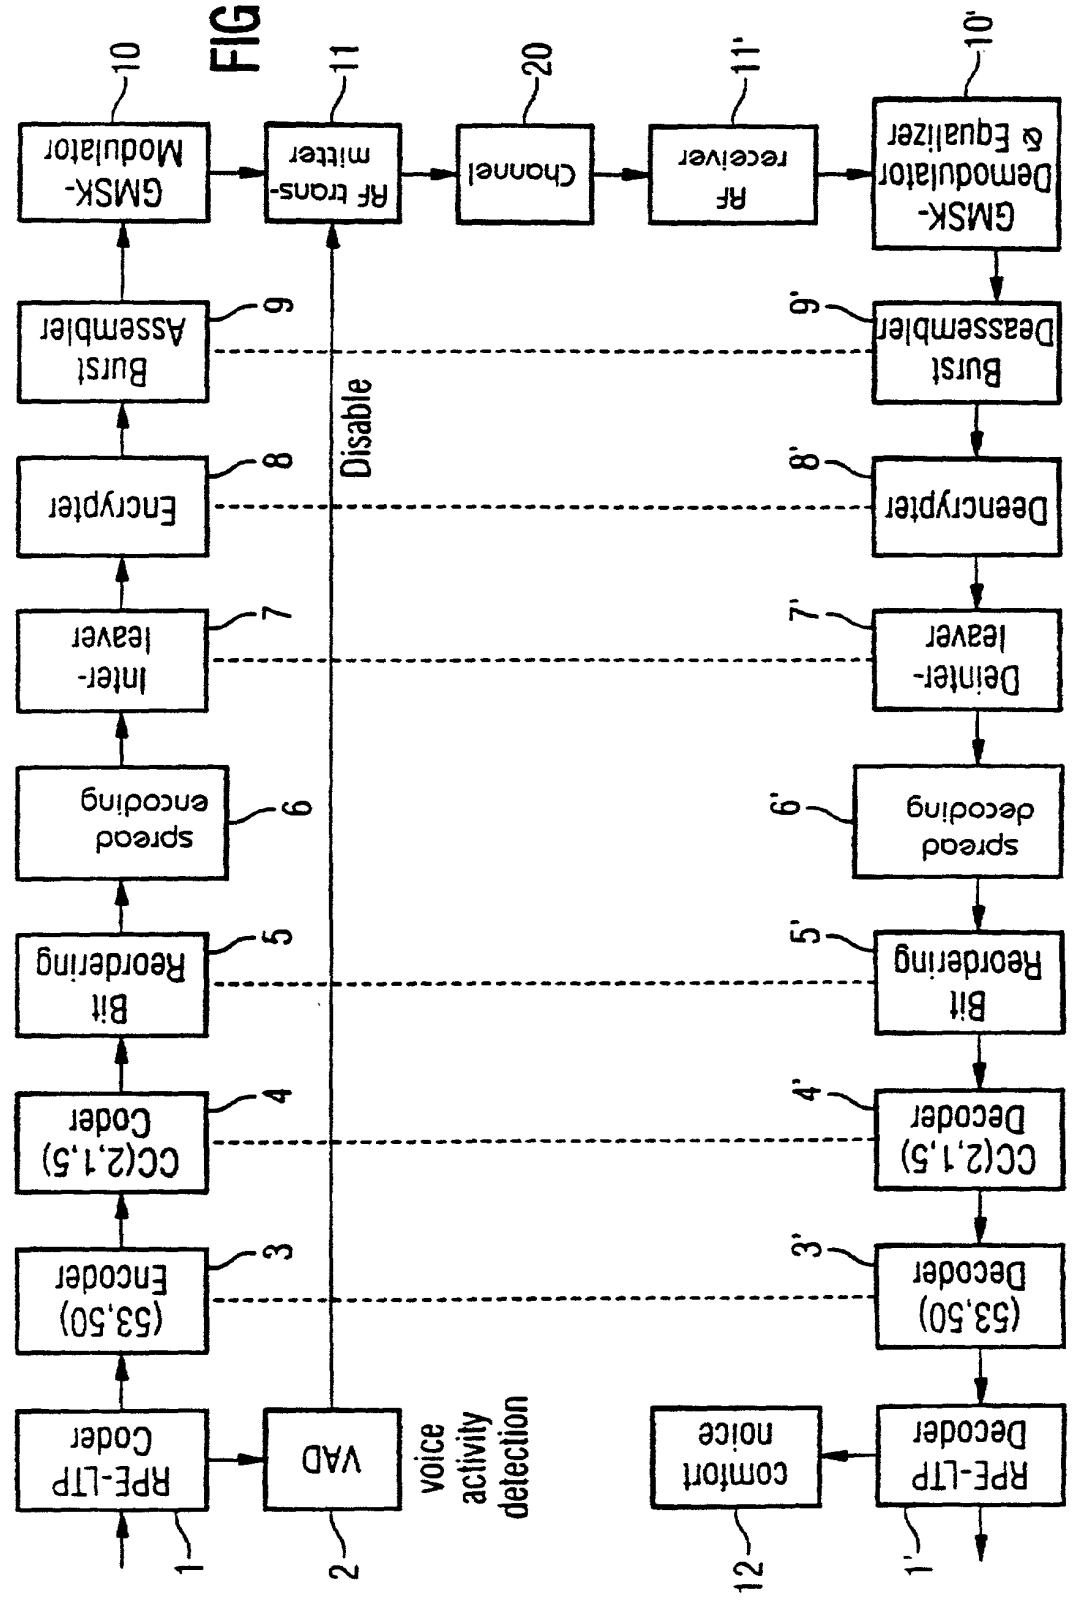 FIG
10
GMSK-
Modulator
11
RF trans-
mitter
20
Channel
11'
RF
receiver
10'
GMSK-
Demodulator
& Equalizer
9
Burst
Assembler
9'
Burst
Deassembler
Disable
8
Encrypter
8'
Deencrypter
7
Inter-
leaver
7'
Deinter-
leaver
6
spread
encoding
6'
spread
decoding
5
Bit
Reordering
5'
Bit
Reordering
4
CC(2,1,5)
Coder
4'
CC(2,1,5)
Decoder
3
(53,50)
Encoder
3'
(53,50)
Decoder
1
RPE-LTP
Coder
2
VAD
voice
activity
detection
12
comfort
noice
1'
RPE-LTP
Decoder